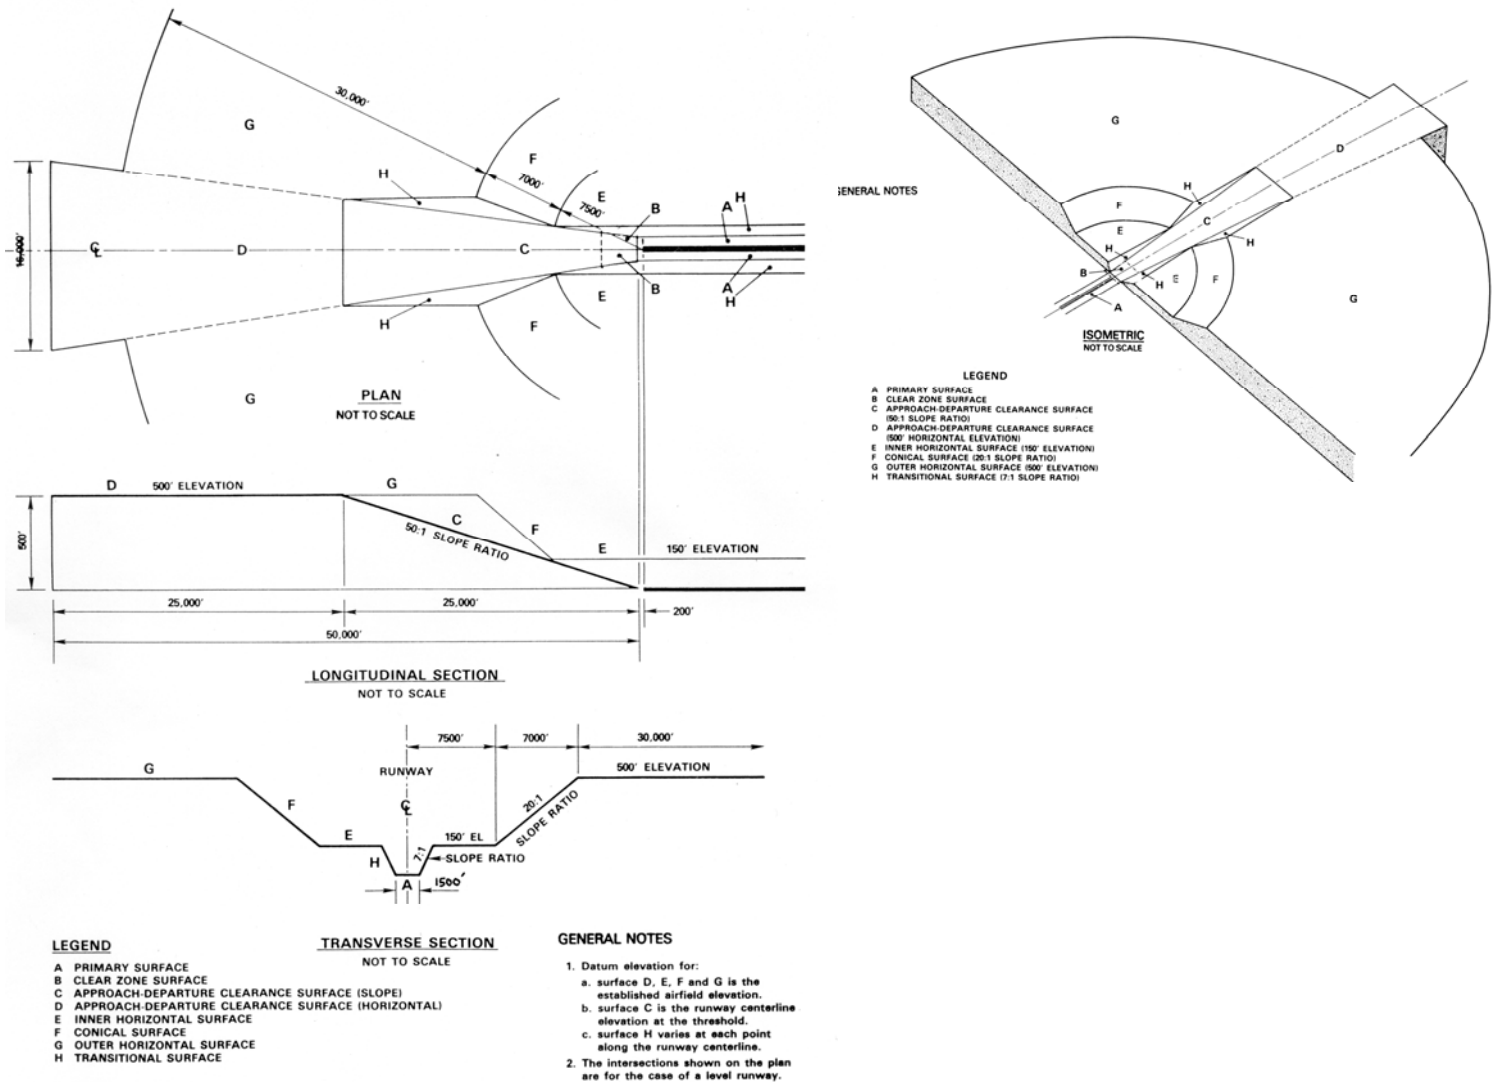 30,000'
G
F
7000'
H
E
7500'
B
A
H
16,000'
℄
D
C
A
H
B
E
H
F
G
PLAN
NOT TO SCALE
D
500' ELEVATION
G
C
50:1 SLOPE RATIO
F
E
150' ELEVATION
500'
25,000'
25,000'
200'
50,000'
LONGITUDINAL SECTION
NOT TO SCALE
7500'
7000'
30,000'
G
RUNWAY
500' ELEVATION
F
℄
20:1
SLOPE RATIO
E
150' EL
H
7:1
SLOPE RATIO
A
1500'
TRANSVERSE SECTION
NOT TO SCALE
LEGEND
A PRIMARY SURFACE
B CLEAR ZONE SURFACE
C APPROACH-DEPARTURE CLEARANCE SURFACE (SLOPE)
D APPROACH-DEPARTURE CLEARANCE SURFACE (HORIZONTAL)
E INNER HORIZONTAL SURFACE
F CONICAL SURFACE
G OUTER HORIZONTAL SURFACE
H TRANSITIONAL SURFACE
GENERAL NOTES
1. Datum elevation for:
a. surface D, E, F and G is the
established airfield elevation.
b. surface C is the runway centerline
elevation at the threshold.
c. surface H varies at each point
along the runway centerline.
2. The intersections shown on the plan
are for the case of a level runway.
GENERAL NOTES
G
D
H
F
C
E
H
H
B
H
E
F
A
G
ISOMETRIC
NOT TO SCALE
LEGEND
A PRIMARY SURFACE
B CLEAR ZONE SURFACE
C APPROACH-DEPARTURE CLEARANCE SURFACE
(50:1 SLOPE RATIO)
D APPROACH-DEPARTURE CLEARANCE SURFACE
(500' HORIZONTAL ELEVATION)
E INNER HORIZONTAL SURFACE (150' ELEVATION)
F CONICAL SURFACE (20:1 SLOPE RATIO)
G OUTER HORIZONTAL SURFACE (500' ELEVATION)
H TRANSITIONAL SURFACE (7:1 SLOPE RATIO)